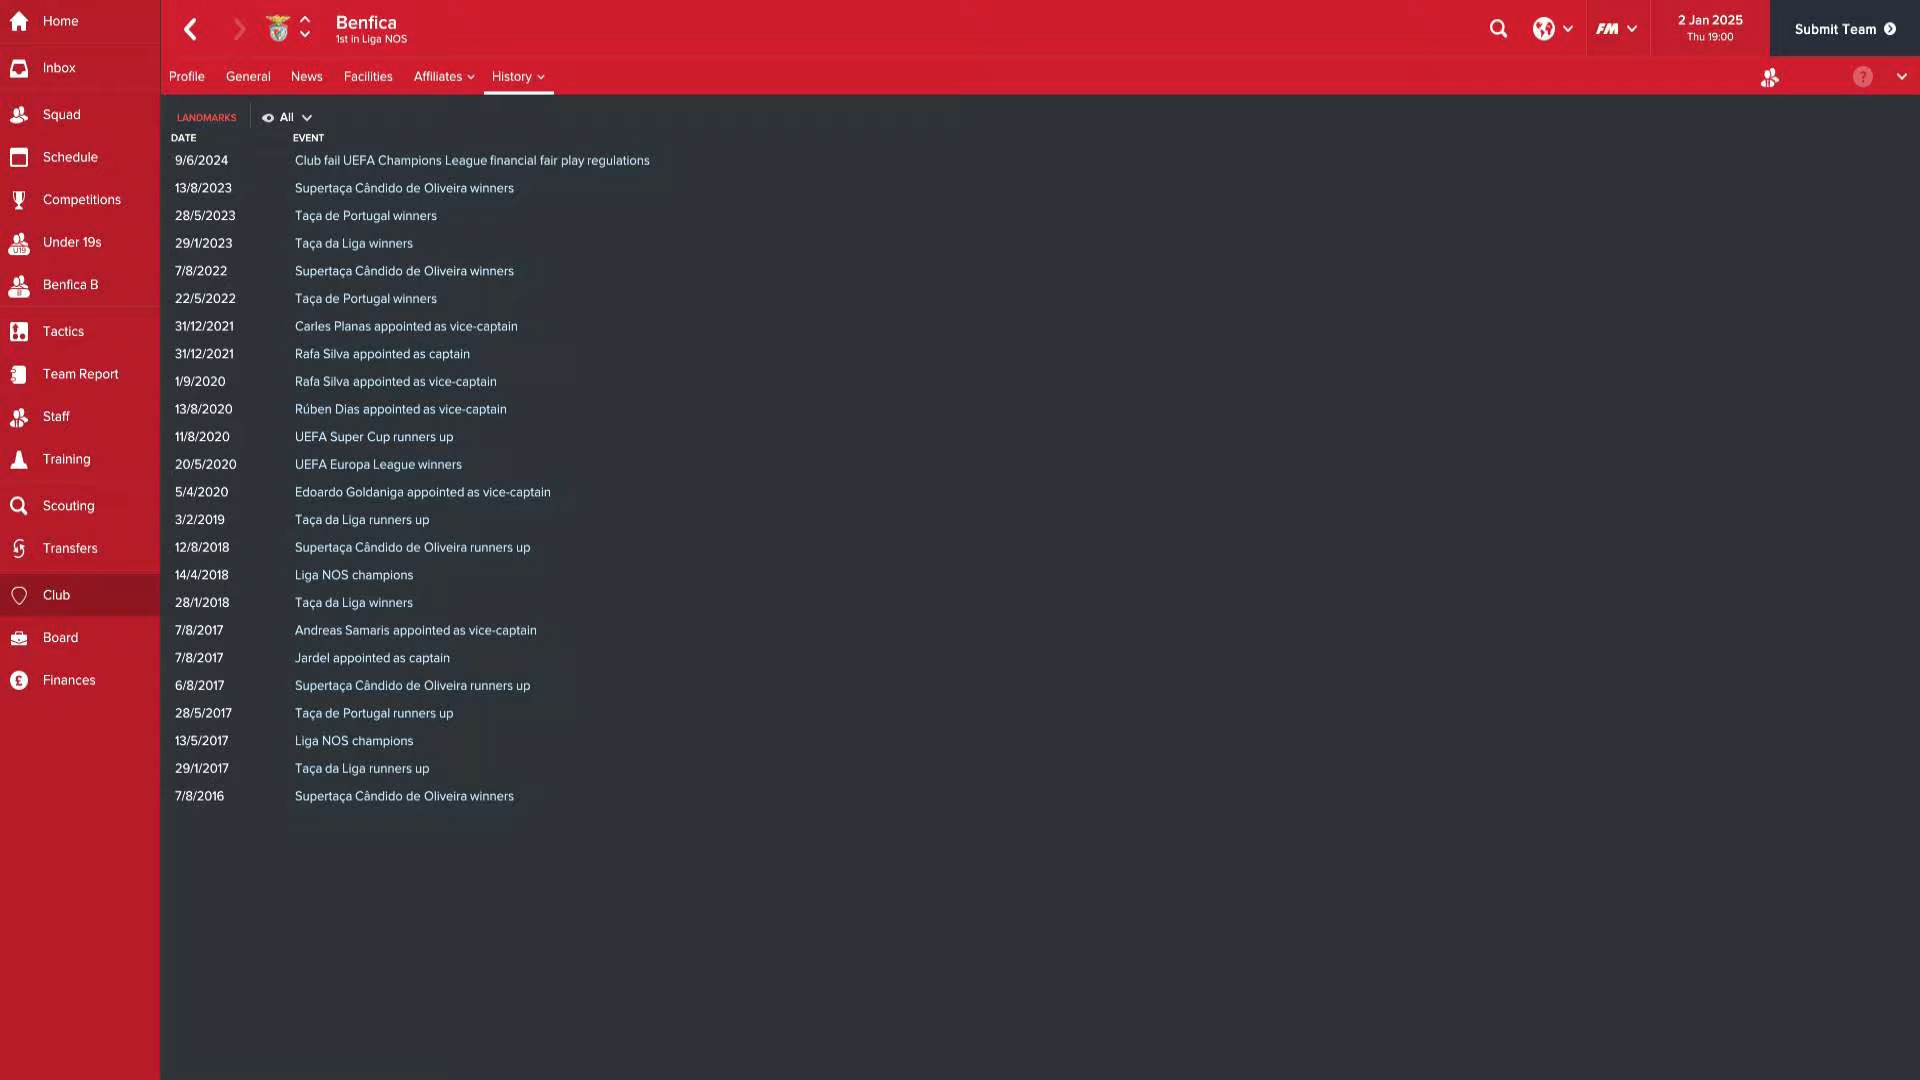 Home
Inbox
Squad
Schedule
Competitions
Under 19s
Benfica B
Tactics
Team Report
Staff
Training
Scouting
Transfers
Club
Board
Finances
Benfica
1st in Liga NOS
FM
2 Jan 2025
Thu 19:00
Submit Team
Profile General News Facilities Affiliates History
?
LANDMARKS All
DATE EVENT
9/6/2024 Club fail UEFA Champions League financial fair play regulations
13/8/2023 Supertaça Cândido de Oliveira winners
28/5/2023 Taça de Portugal winners
29/1/2023 Taça da Liga winners
7/8/2022 Supertaça Cândido de Oliveira winners
22/5/2022 Taça de Portugal winners
31/12/2021 Carles Planas appointed as vice-captain
31/12/2021 Rafa Silva appointed as captain
1/9/2020 Rafa Silva appointed as vice-captain
13/8/2020 Rúben Dias appointed as vice-captain
11/8/2020 UEFA Super Cup runners up
20/5/2020 UEFA Europa League winners
5/4/2020 Edoardo Goldaniga appointed as vice-captain
3/2/2019 Taça da Liga runners up
12/8/2018 Supertaça Cândido de Oliveira runners up
14/4/2018 Liga NOS champions
28/1/2018 Taça da Liga winners
7/8/2017 Andreas Samaris appointed as vice-captain
7/8/2017 Jardel appointed as captain
6/8/2017 Supertaça Cândido de Oliveira runners up
28/5/2017 Taça de Portugal runners up
13/5/2017 Liga NOS champions
29/1/2017 Taça da Liga runners up
7/8/2016 Supertaça Cândido de Oliveira winners